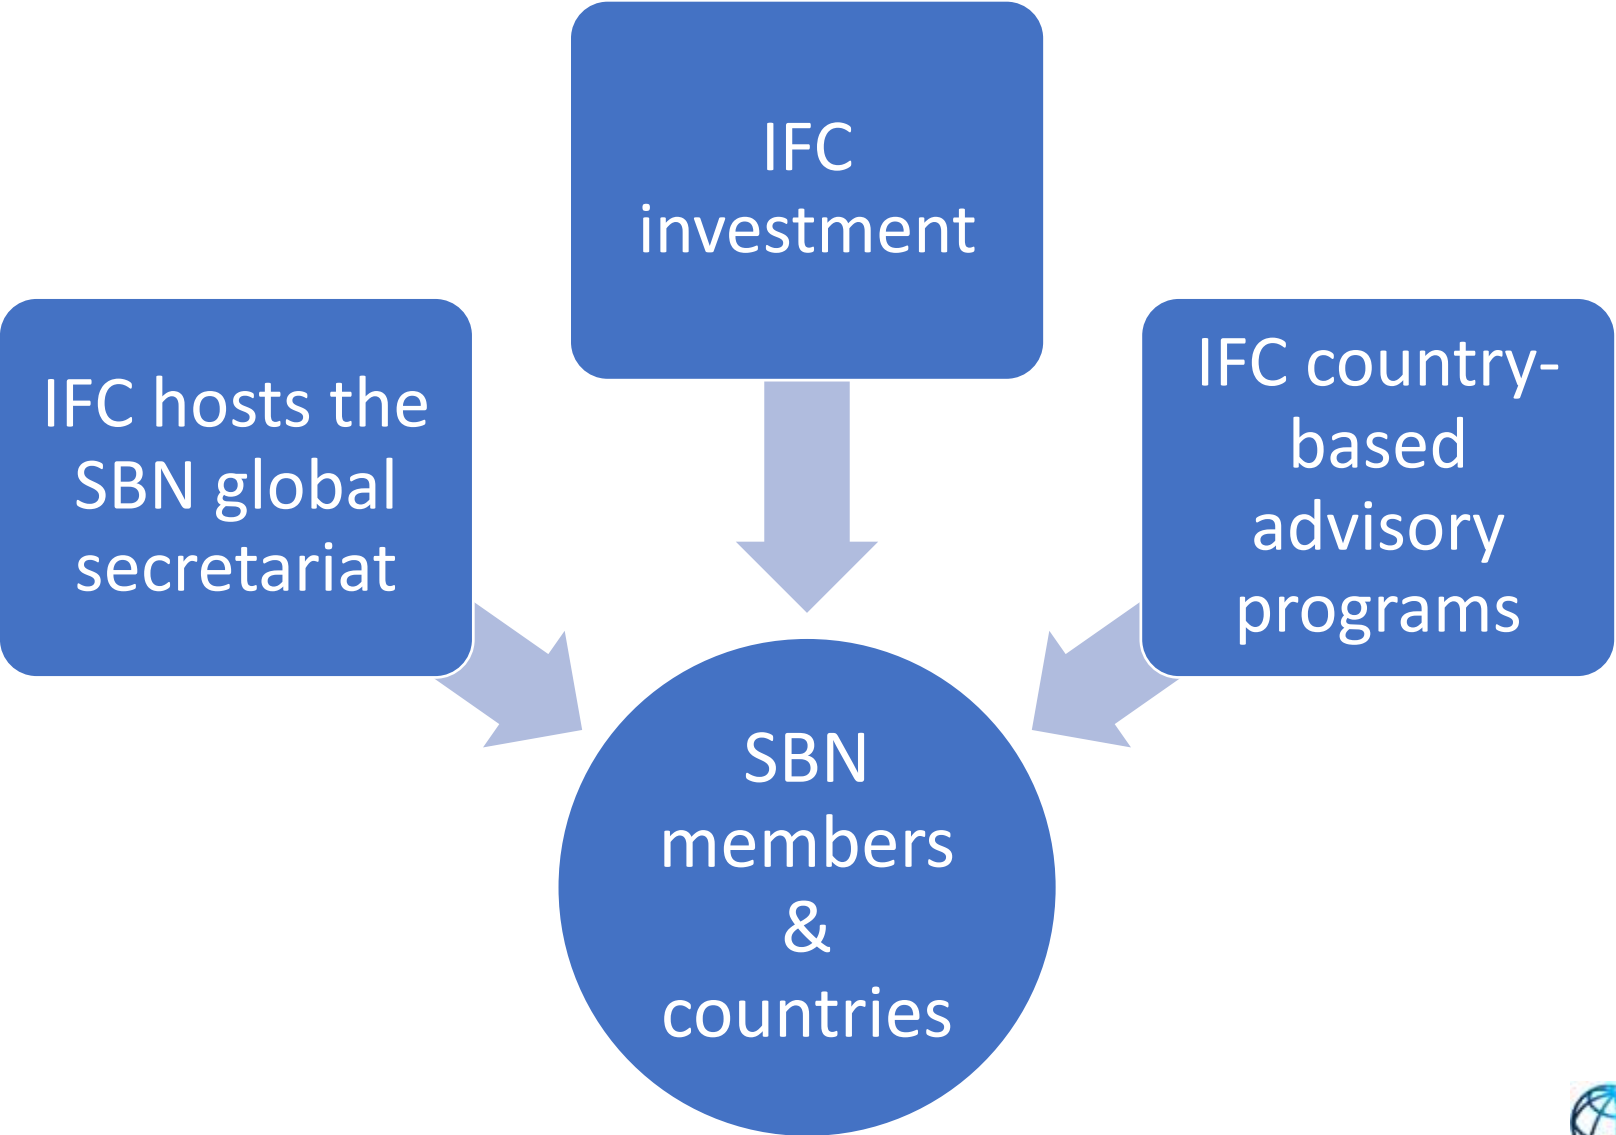 IFC
investment
IFC hosts the
SBN global
secretariat
IFC country-
based
advisory
programs
SBN
members
&
countries